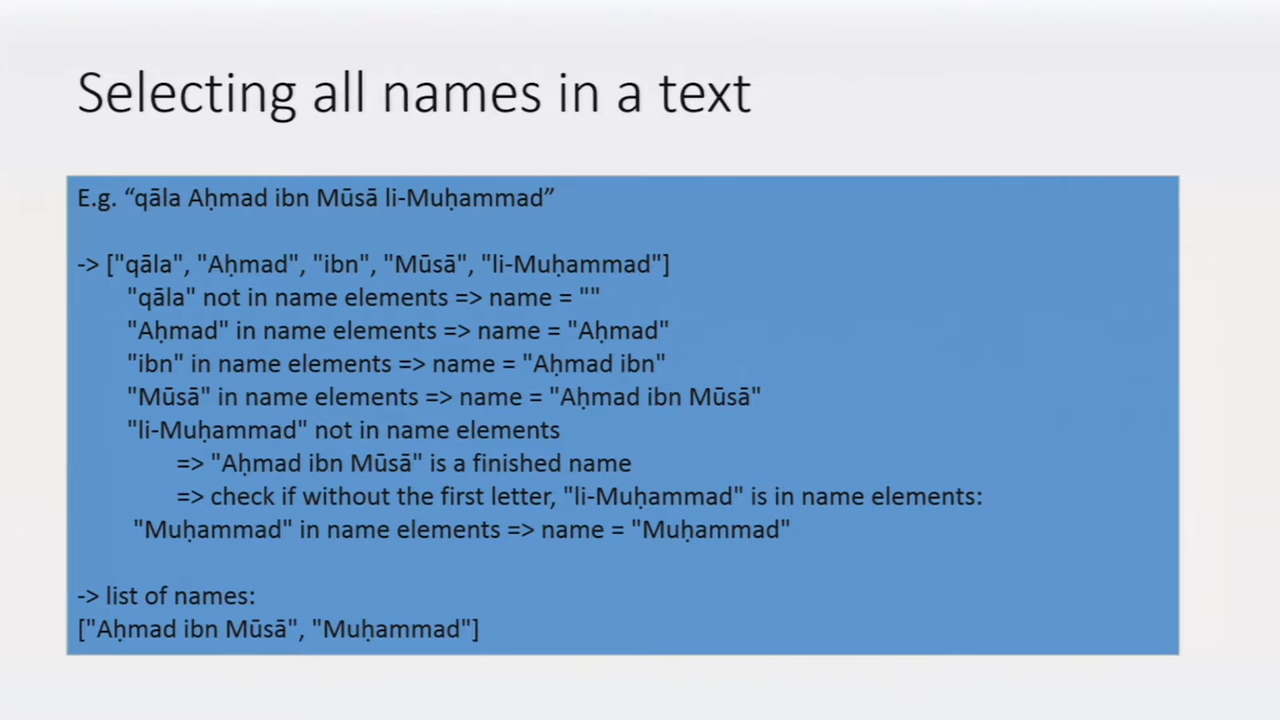 Selecting all names in a text
E.g. “qāla Aḥmad ibn Mūsā li-Muḥammad”
-> ["qāla", "Aḥmad", "ibn", "Mūsā", "li-Muḥammad"]
"qāla" not in name elements => name = ""
"Aḥmad" in name elements => name = "Aḥmad"
"ibn" in name elements => name = "Aḥmad ibn"
"Mūsā" in name elements => name = "Aḥmad ibn Mūsā"
"li-Muḥammad" not in name elements
=> "Aḥmad ibn Mūsā" is a finished name
=> check if without the first letter, "li-Muḥammad" is in name elements:
"Muḥammad" in name elements => name = "Muḥammad"
-> list of names:
["Aḥmad ibn Mūsā", "Muḥammad"]